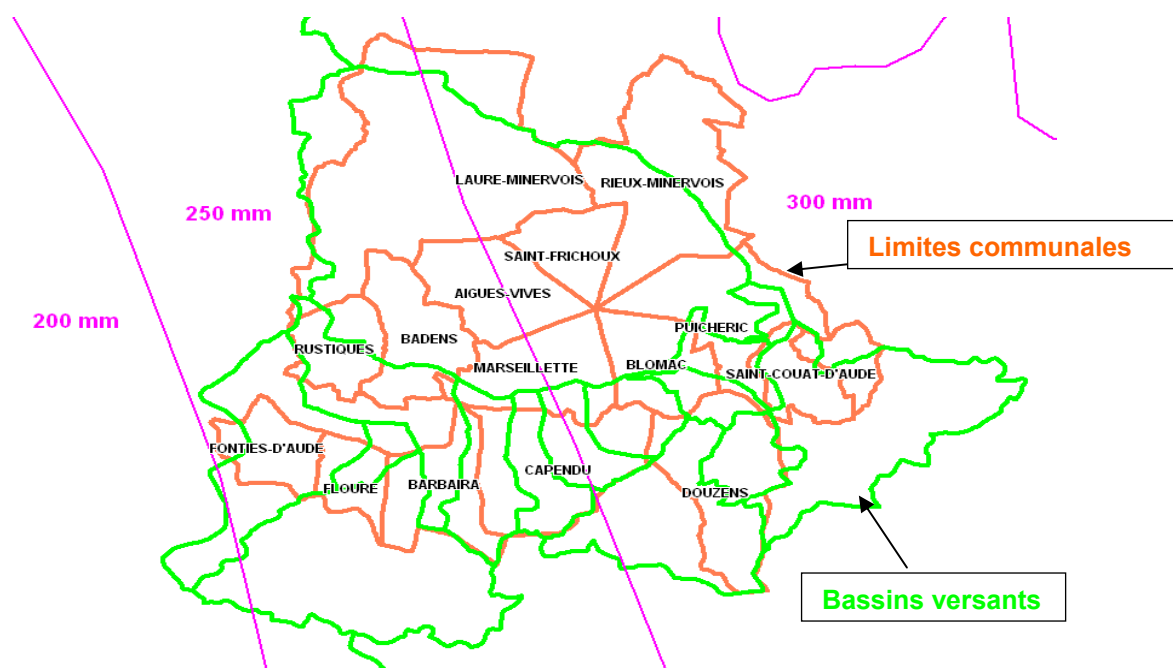 LAURE-MINERVOIS
RIEUX-MINERVOIS
250 mm
300 mm
Limites communales
SAINT-FRICHOUX
AIGUES-VIVES
200 mm
PUICHERIC
BADENS
RUSTIQUES
MARSEILLETTE
BLOMAC
SAINT-COUAT-D'AUDE
FONTIES-D'AUDE
CAPENDU
FLOURE
BARBAIRA
DOUZENS
Bassins versants